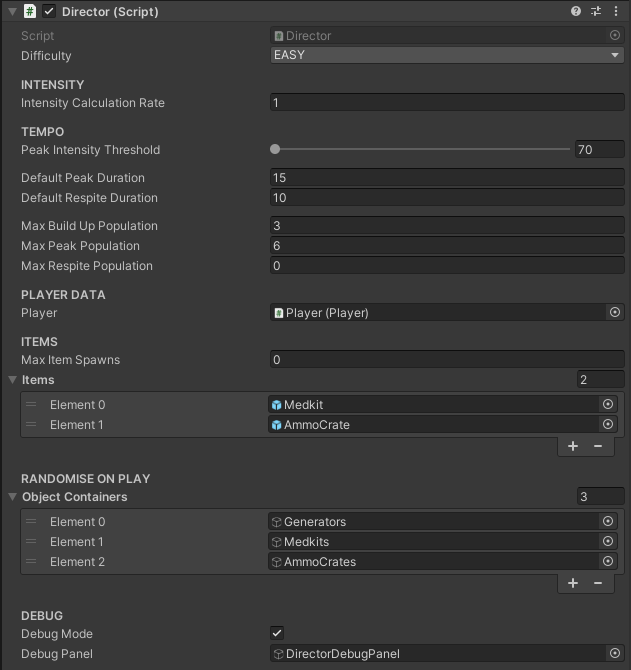 Director (Script)
Script Director
Difficulty EASY
INTENSITY
Intensity Calculation Rate 1
TEMPO
Peak Intensity Threshold 70
Default Peak Duration 15
Default Respite Duration 10
Max Build Up Population 3
Max Peak Population 6
Max Respite Population 0
PLAYER DATA
Player # Player (Player)
ITEMS
Max Item Spawns 0
Items 2
Element 0 Medkit
Element 1 AmmoCrate
+ −
RANDOMISE ON PLAY
Object Containers 3
Element 0 Generators
Element 1 Medkits
Element 2 AmmoCrates
+ −
DEBUG
Debug Mode
Debug Panel DirectorDebugPanel